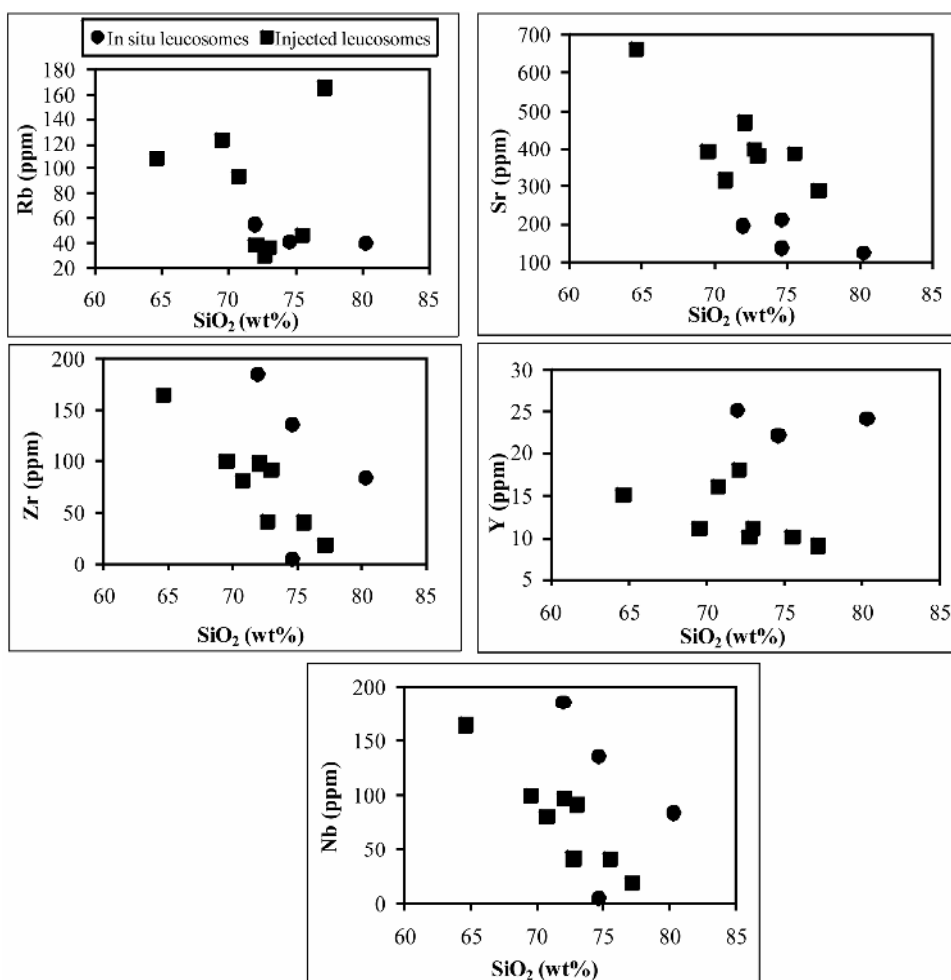 In situ leucosomes Injected leucosomes
180
160
140
120
100
80
60
40
20
Rb (ppm)
60 65 70 75 80 85
SiO2 (wt%)
700
600
500
400
300
200
100
Sr (ppm)
60 65 70 75 80 85
SiO2 (wt%)
200
150
100
50
0
Zr (ppm)
60 65 70 75 80 85
SiO2 (wt%)
30
25
20
15
10
5
Y (ppm)
60 65 70 75 80 85
SiO2 (wt%)
200
150
100
50
0
Nb (ppm)
60 65 70 75 80 85
SiO2 (wt%)